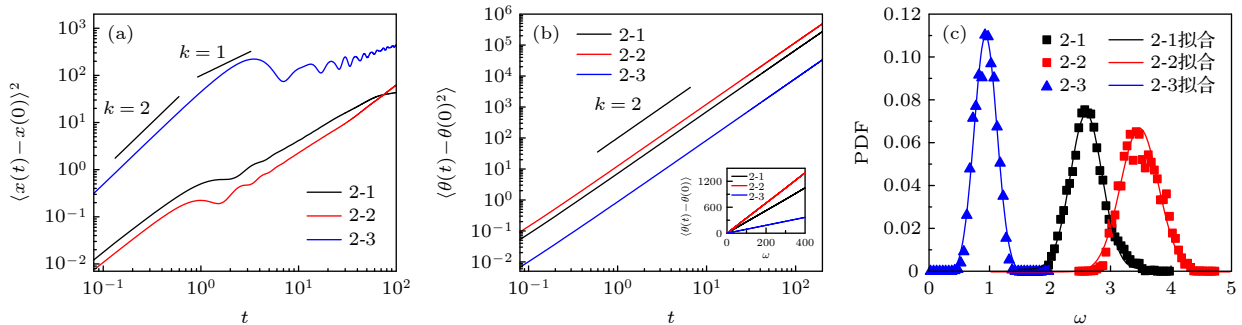 (a)
⟨x(t) − x(0)⟩²
10³
10²
10¹
10⁰
10⁻¹
10⁻²
k = 1
k = 2
2-1
2-2
2-3
10⁻¹ 10⁰ 10¹ 10²
t
(b)
⟨θ(t) − θ(0)²⟩
10⁶
10⁵
10⁴
10³
10²
10¹
10⁰
10⁻¹
10⁻²
2-1
2-2
2-3
k = 2
⟨θ(t) − θ(0)⟩
1200
600
0
2-1
2-2
2-3
0 200 400
ω
10⁻¹ 10⁰ 10¹ 10²
t
(c)
PDF
0.12
0.10
0.08
0.06
0.04
0.02
0
2-1 2-1拟合
2-2 2-2拟合
2-3 2-3拟合
0 1 2 3 4 5
ω